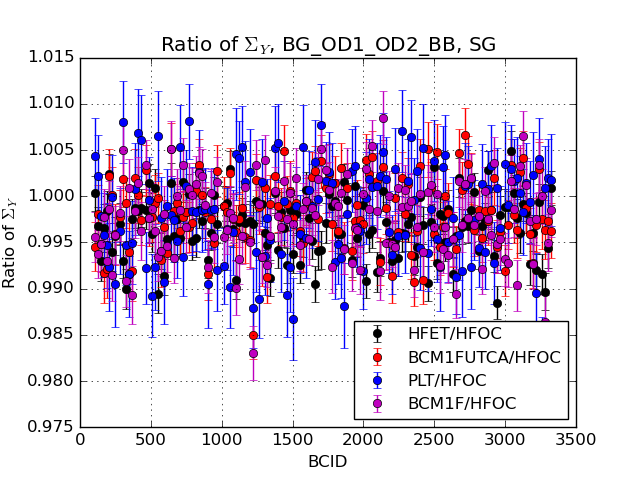 Ratio of Σ_Y, BG_OD1_OD2_BB, SG
1.015
1.010
1.005
1.000
0.995
0.990
0.985
0.980
0.975
Ratio of Σ_Y
HFET/HFOC
BCM1FUTCA/HFOC
PLT/HFOC
BCM1F/HFOC
0 500 1000 1500 2000 2500 3000 3500
BCID